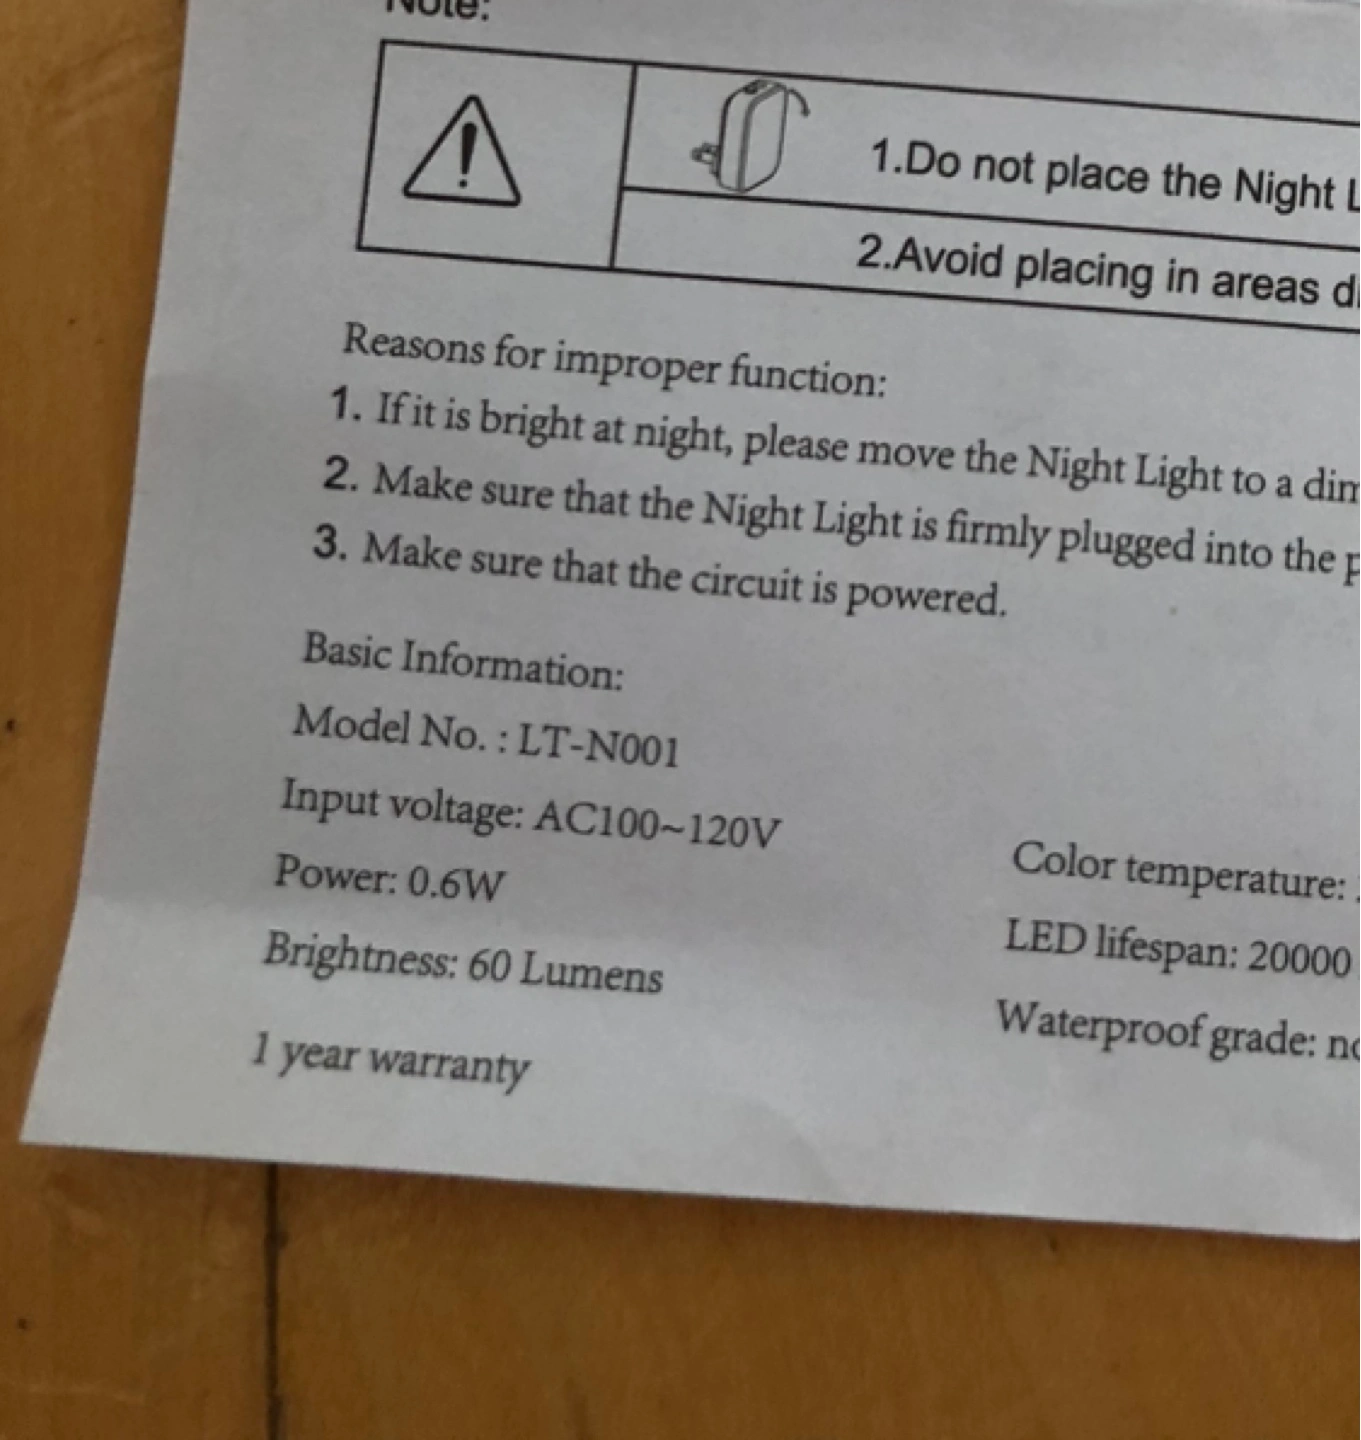 Note:
1.Do not place the Night
2.Avoid placing in areas
Reasons for improper function:
1. If it is bright at night, please move the Night Light to a
2. Make sure that the Night Light is firmly plugged into the
3. Make sure that the circuit is powered.
Basic Information:
Model No. : LT-N001
Input voltage: AC100~120V
Power: 0.6W
Brightness: 60 Lumens
1 year warranty
Color temperature:
LED lifespan: 20000
Waterproof grade: